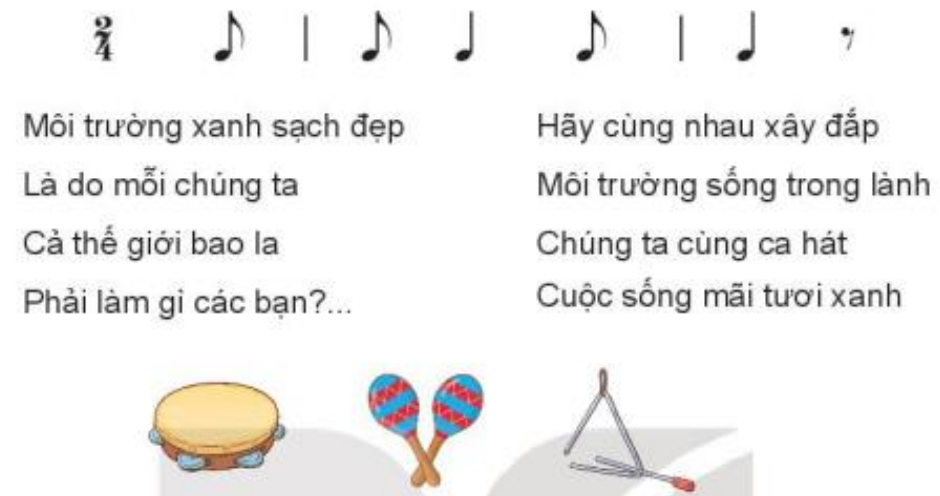 2
4
Môi trường xanh sạch đẹp
Là do mỗi chúng ta
Cả thế giới bao la
Phải làm gì các bạn?...
Hãy cùng nhau xây đắp
Môi trường sống trong lành
Chúng ta cùng ca hát
Cuộc sống mãi tươi xanh